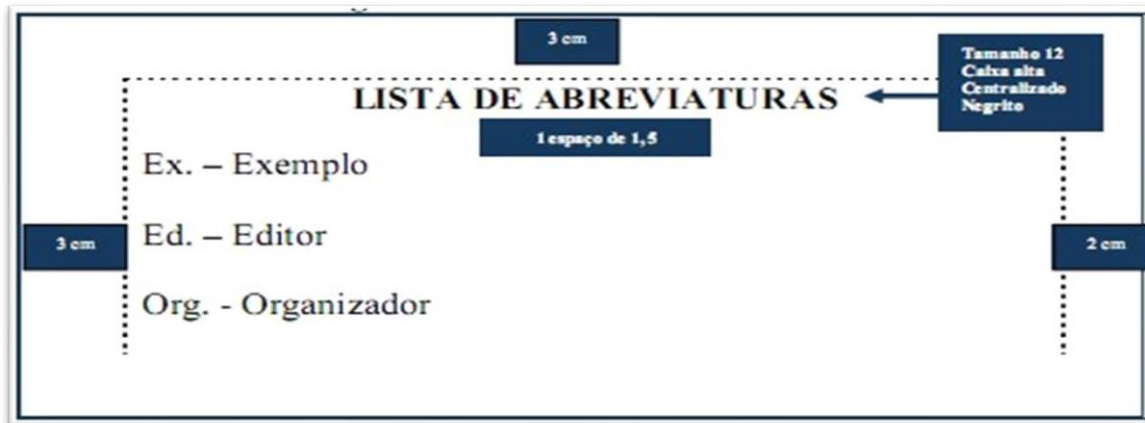 3 cm
Tamanho 12
Caixa alta
Centralizado
Negrito
LISTA DE ABREVIATURAS
1 espaço de 1,5
Ex. – Exemplo
Ed. – Editor
3 cm
2 cm
Org. - Organizador